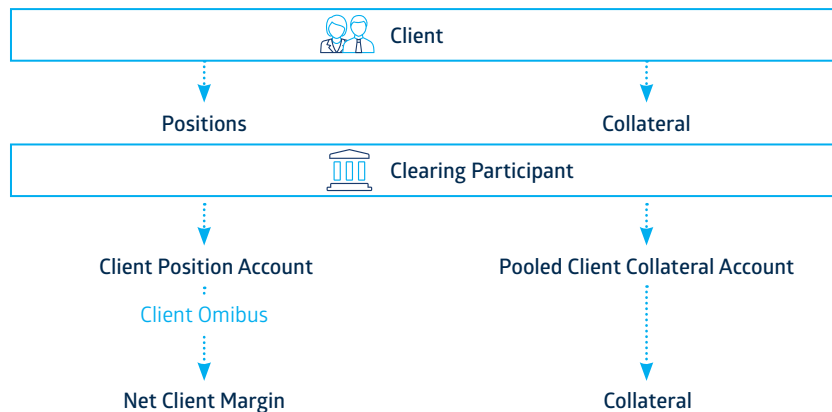 Client
Positions
Collateral
Clearing Participant
Client Position Account
Pooled Client Collateral Account
Client Omibus
Net Client Margin
Collateral